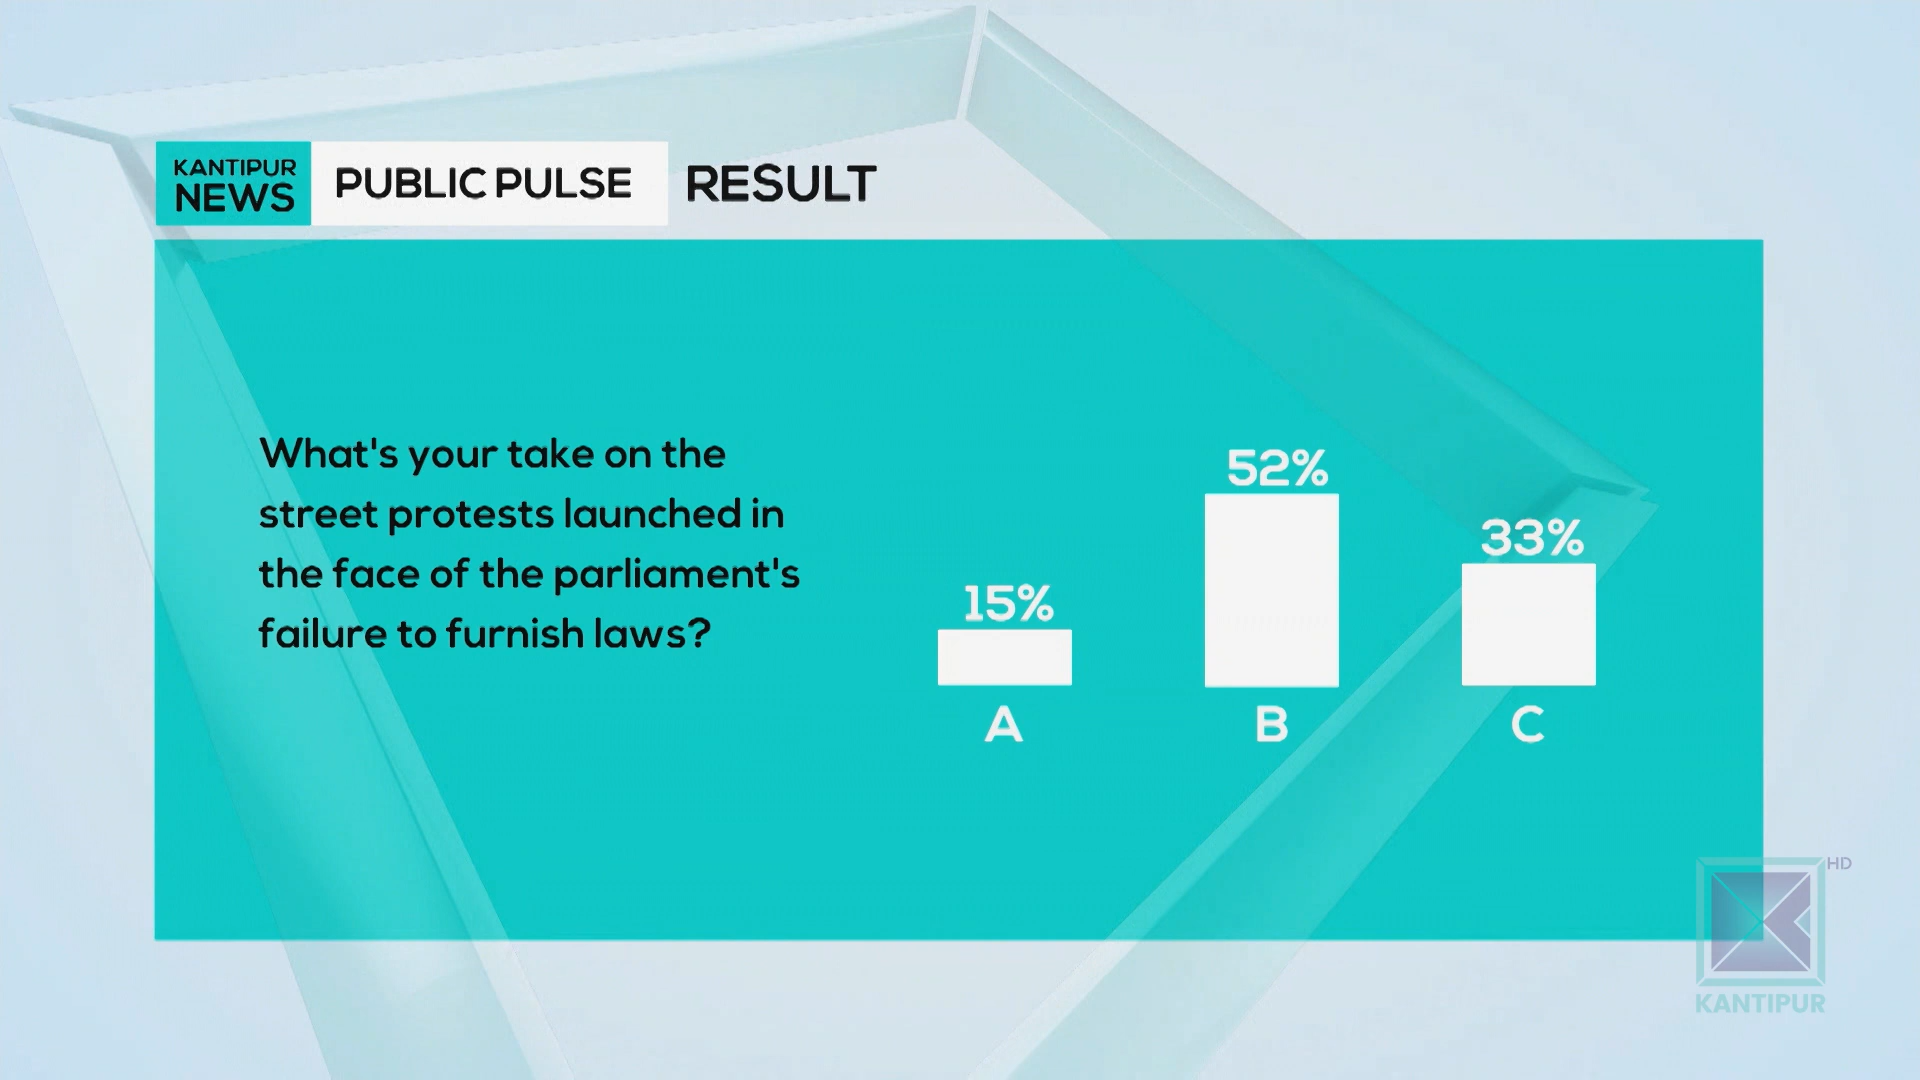 KANTIPUR
NEWS
PUBLIC PULSE
RESULT
What's your take on the
street protests launched in
the face of the parliament's
failure to furnish laws?
15%
52%
33%
A
B
C
HD
KANTIPUR